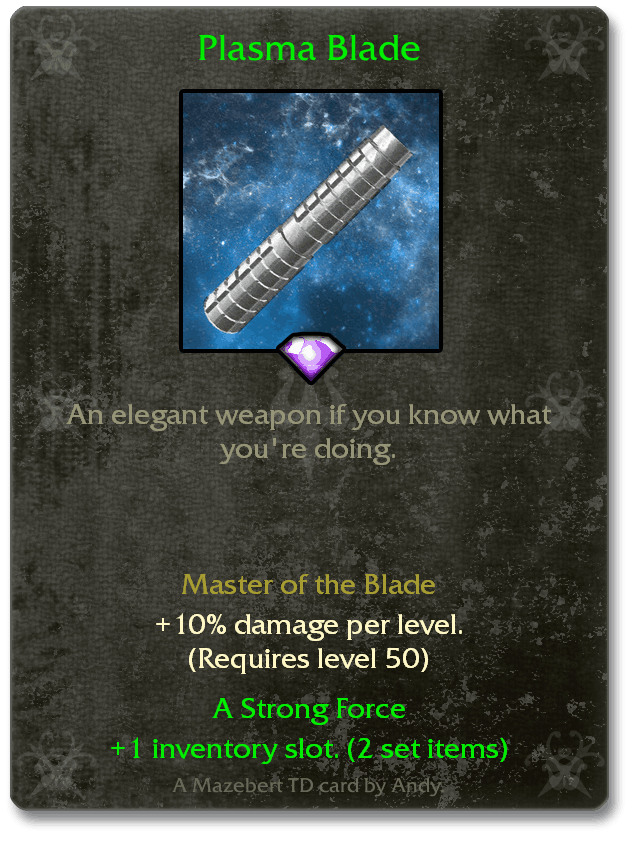 Plasma Blade
An elegant weapon if you know what
you're doing.
Master of the Blade
+10% damage per level.
(Requires level 50)
A Strong Force
+1 inventory slot. (2 set items)
A Mazebert TD card by Andy